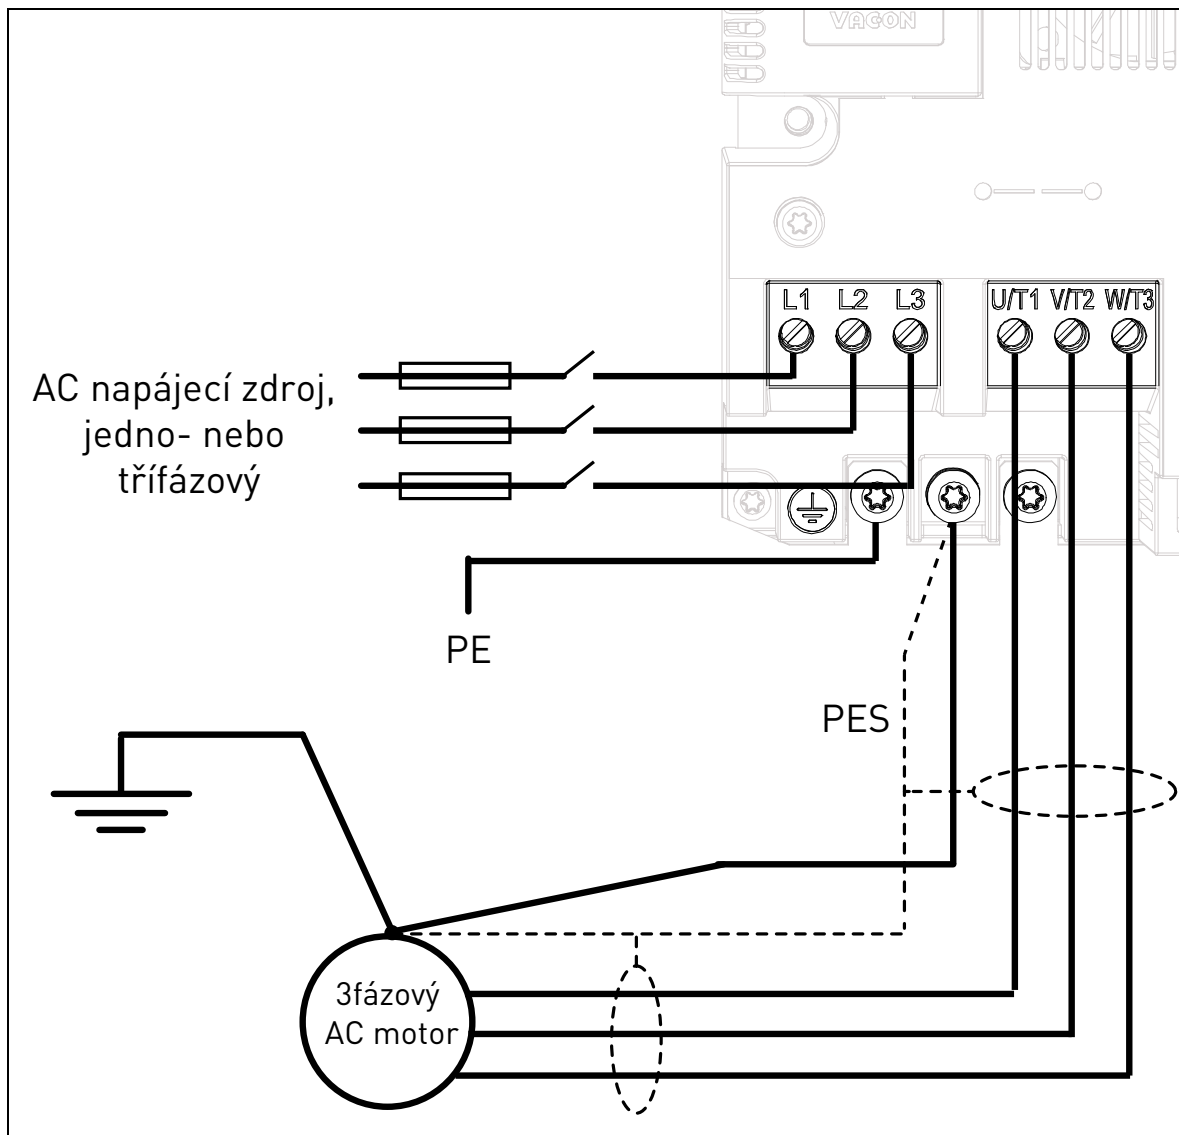 VACON
L1 L2 L3 U/T1 V/T2 W/T3
AC napájecí zdroj,
jedno- nebo
třífázový
PE
PES
3fázový
AC motor